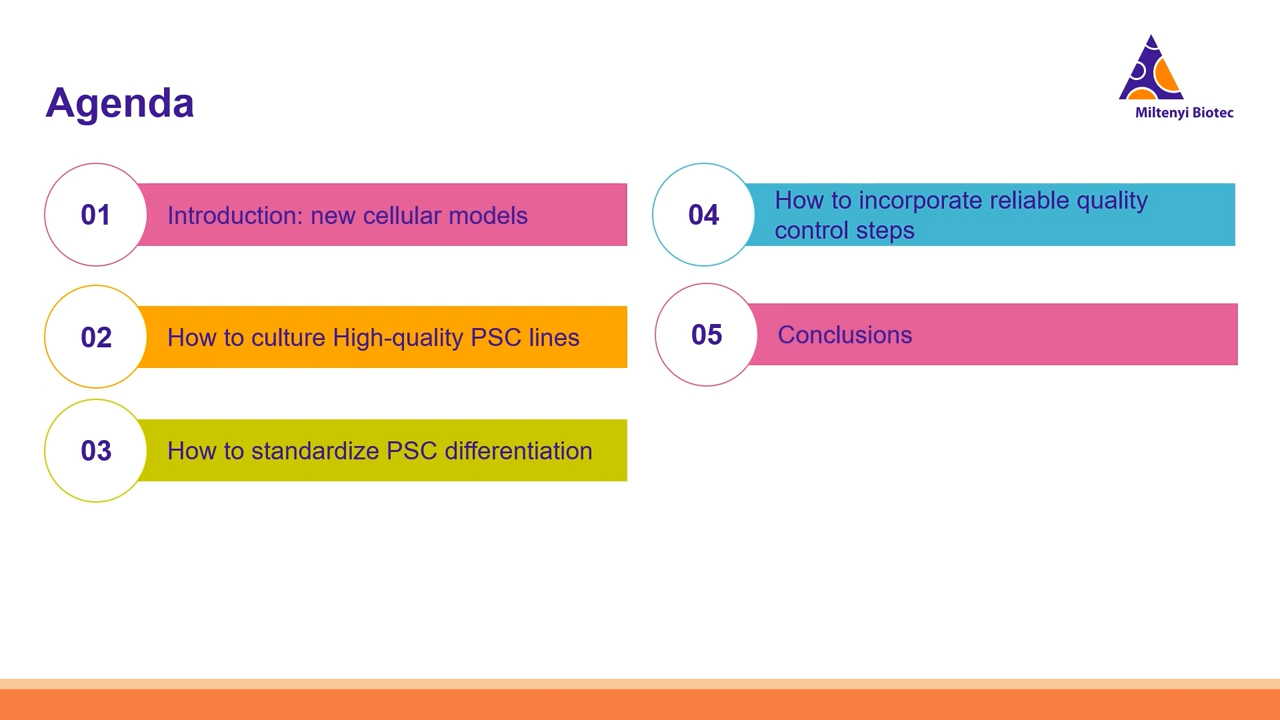 Agenda
Miltenyi Biotec
01
Introduction: new cellular models
02
How to culture High-quality PSC lines
03
How to standardize PSC differentiation
04
How to incorporate reliable quality
control steps
05
Conclusions